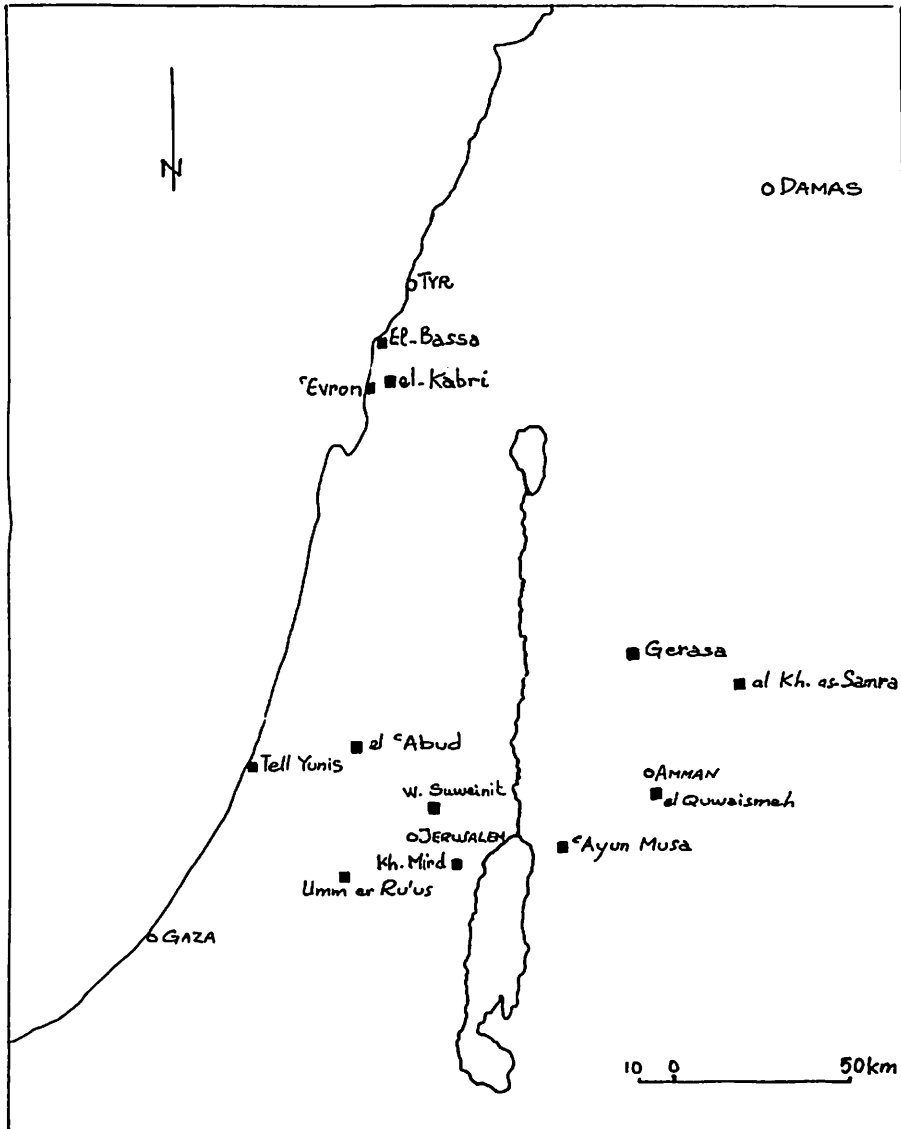 N
DAMAS
TYR
El-Bassa
ʿEvron
el-Kabri
Gerasa
al Kh. as-Samra
el ʿAbud
Tell Yunis
AMMAN
W. Suweinit
el Quwaismeh
JERUSALEM
ʿAyun Musa
Kh. Mird
Umm er Ru'us
GAZA
10 0 50km